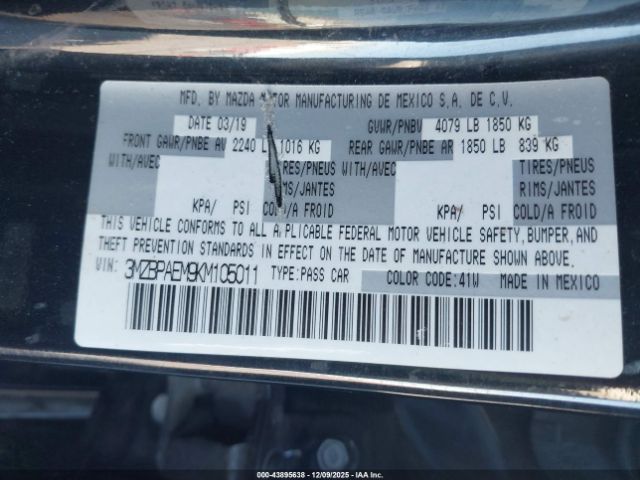 MFD. BY MAZDA MOTOR MANUFACTURING DE MEXICO S.A. DE C.V.
DATE 03/19 GVWR/PNBV 4079 LB 1850 KG
FRONT GAWR/PNBE AV 2240 LB 1016 KG REAR GAWR/PNBE AR 1850 LB 839 KG
WITH/AVEC TIRES/PNEUS WITH/AVEC TIRES/PNEUS
RIMS/JANTES RIMS/JANTES
KPA/ PSI COLD/A FROID KPA/ PSI COLD/A FROID
THIS VEHICLE CONFORMS TO ALL A PLICABLE FEDERAL MOTOR VEHICLE SAFETY, BUMPER, AND
THEFT PREVENTION STANDARDS IN EFFECT ON THE DATE OF MANUFACTURE SHOWN ABOVE.
VIN: 3MZBPAEM9KM105011 TYPE:PASS CAR COLOR CODE:41W MADE IN MEXICO
000-43895638 - 12/09/2025 - IAAI.com